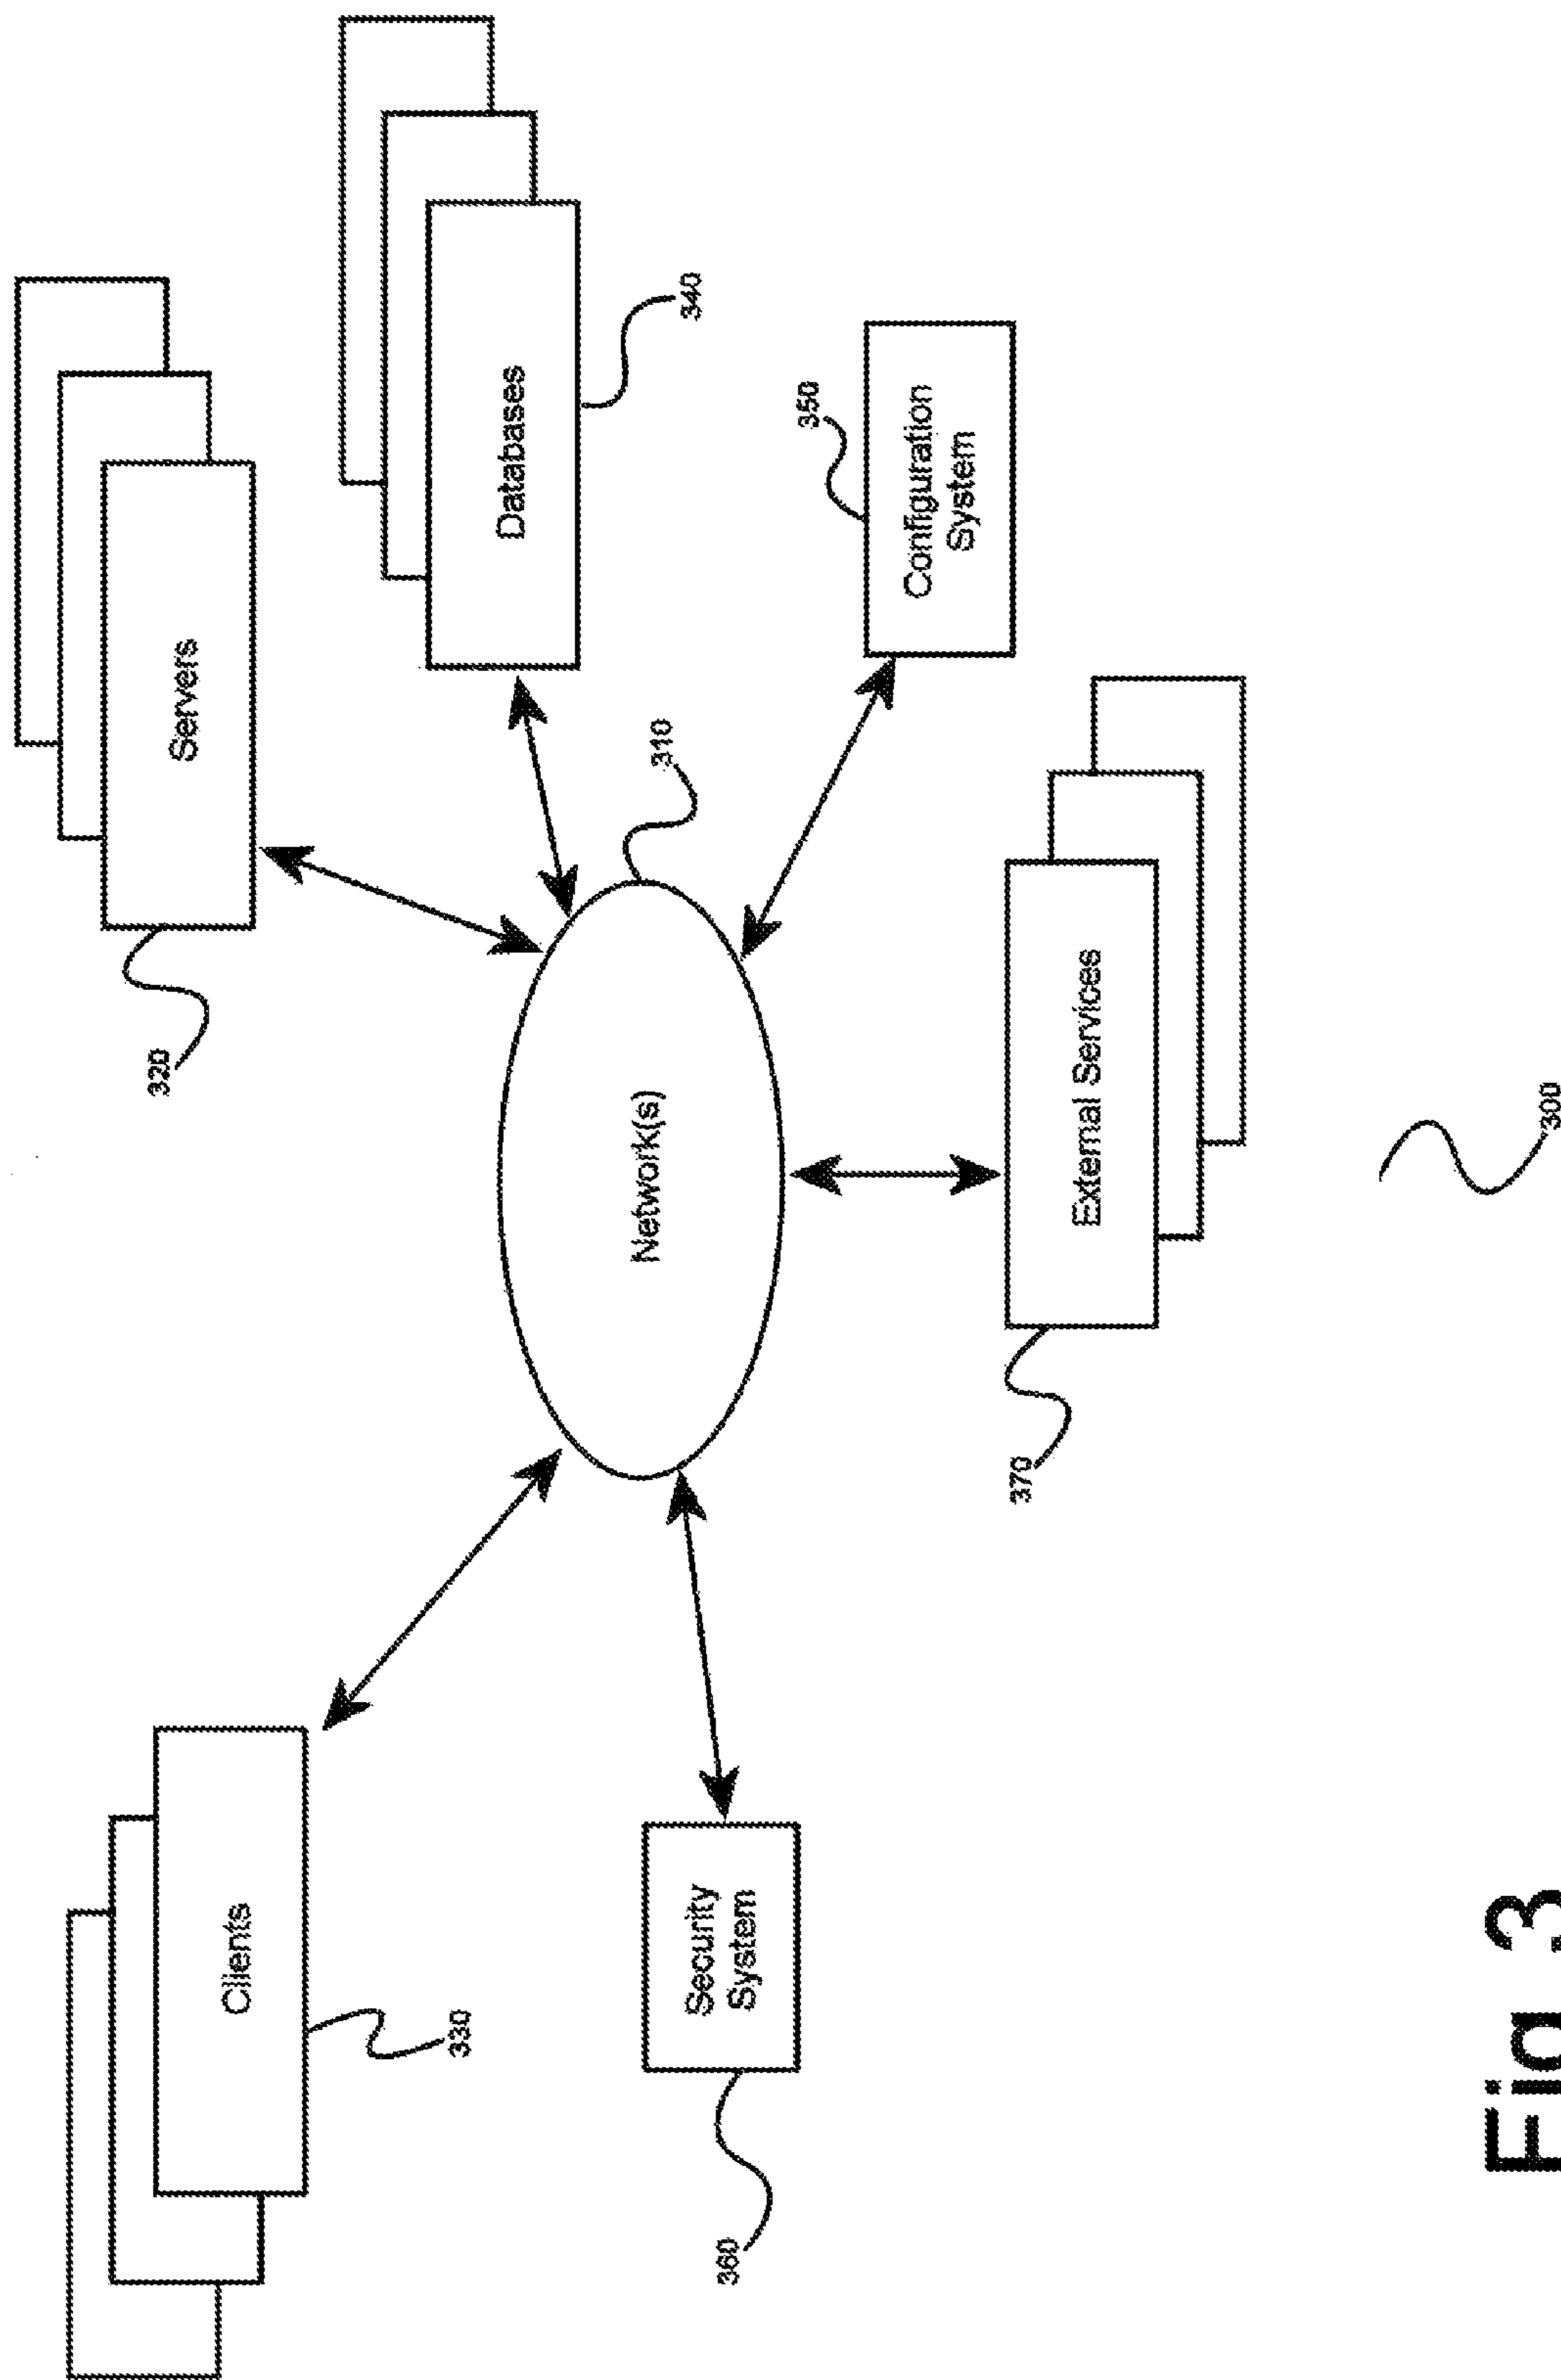 Clients
330
Security
System
360
Network(s)
310
Servers
320
Databases
340
Configuration
System
350
External Services
370
300
Fig. 3